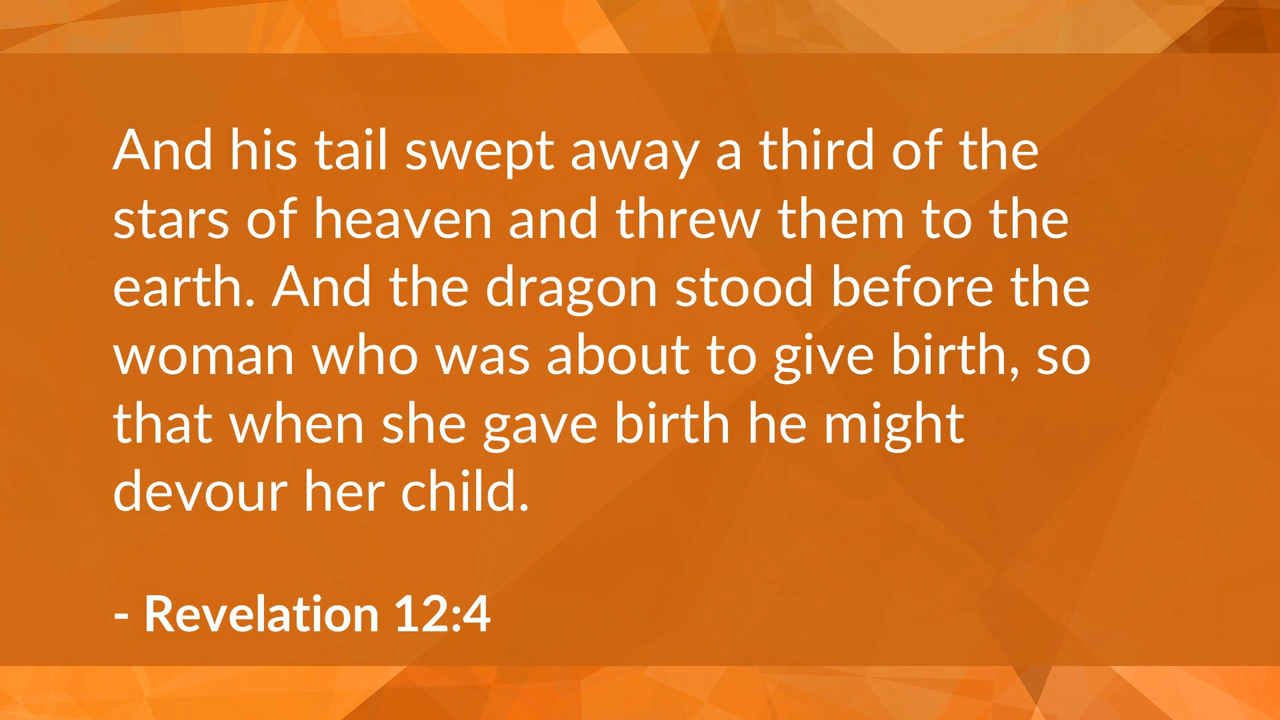 And his tail swept away a third of the
stars of heaven and threw them to the
earth. And the dragon stood before the
woman who was about to give birth, so
that when she gave birth he might
devour her child.
- Revelation 12:4